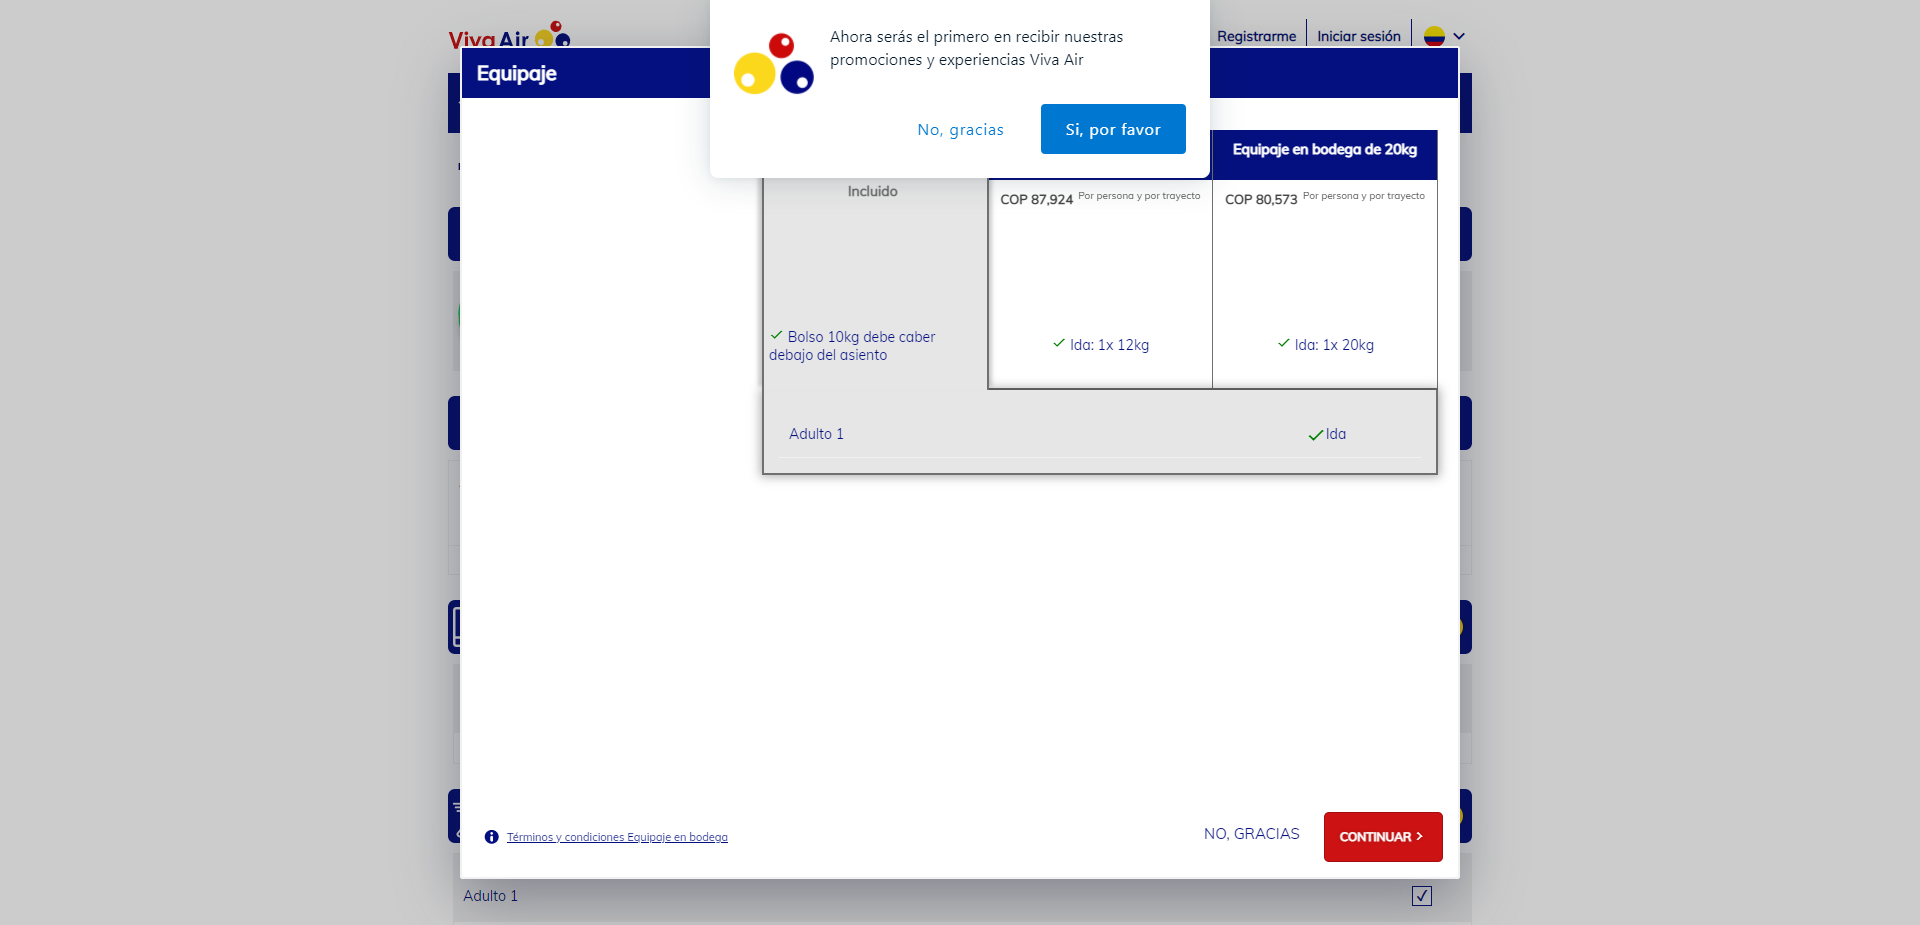 Viva Air
Registrarme
Iniciar sesión
Ahora serás el primero en recibir nuestras
promociones y experiencias Viva Air
No, gracias
Si, por favor
Equipaje
Equipaje en bodega de 20kg
Incluido
COP 87,924 Por persona y por trayecto
COP 80,573 Por persona y por trayecto
Bolso 10kg debe caber
debajo del asiento
Ida: 1x 12kg
Ida: 1x 20kg
Adulto 1
Ida
Términos y condiciones Equipaje en bodega
NO, GRACIAS
CONTINUAR
Adulto 1